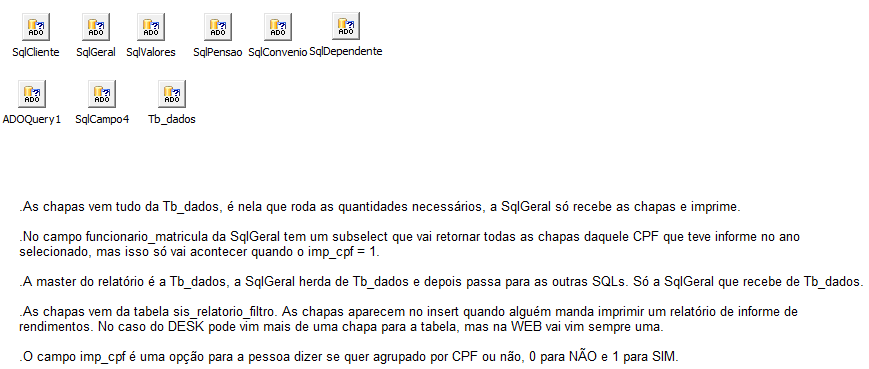 ADO ADO ADO ADO ADO ADO
SqlCliente SqlGeral SqlValores SqlPensao SqlConvenio SqlDependente
ADO ADO ADO
ADOQuery1 SqlCampo4 Tb_dados
.As chapas vem tudo da Tb_dados, é nela que roda as quantidades necessários, a SqlGeral só recebe as chapas e imprime.
.No campo funcionario_matricula da SqlGeral tem um subselect que vai retornar todas as chapas daquele CPF que teve informe no ano
selecionado, mas isso só vai acontecer quando o imp_cpf = 1.
.A master do relatório é a Tb_dados, a SqlGeral herda de Tb_dados e depois passa para as outras SQLs. Só a SqlGeral que recebe de Tb_dados.
.As chapas vem da tabela sis_relatorio_filtro. As chapas aparecem no insert quando alguém manda imprimir um relatório de informe de
rendimentos. No caso do DESK pode vim mais de uma chapa para a tabela, mas na WEB vai vim sempre uma.
.O campo imp_cpf é uma opção para a pessoa dizer se quer agrupado por CPF ou não, 0 para NÃO e 1 para SIM.